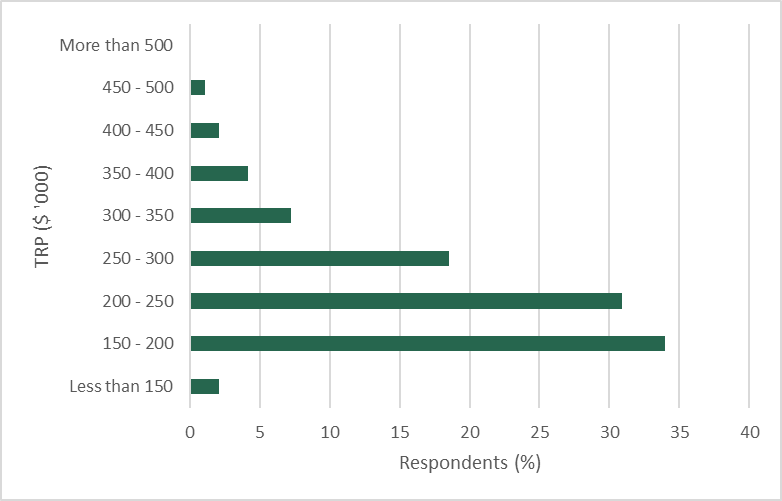 More than 500
450 - 500
400 - 450
350 - 400
300 - 350
250 - 300
200 - 250
150 - 200
Less than 150
TRP ($ '000)
0 5 10 15 20 25 30 35 40
Respondents (%)